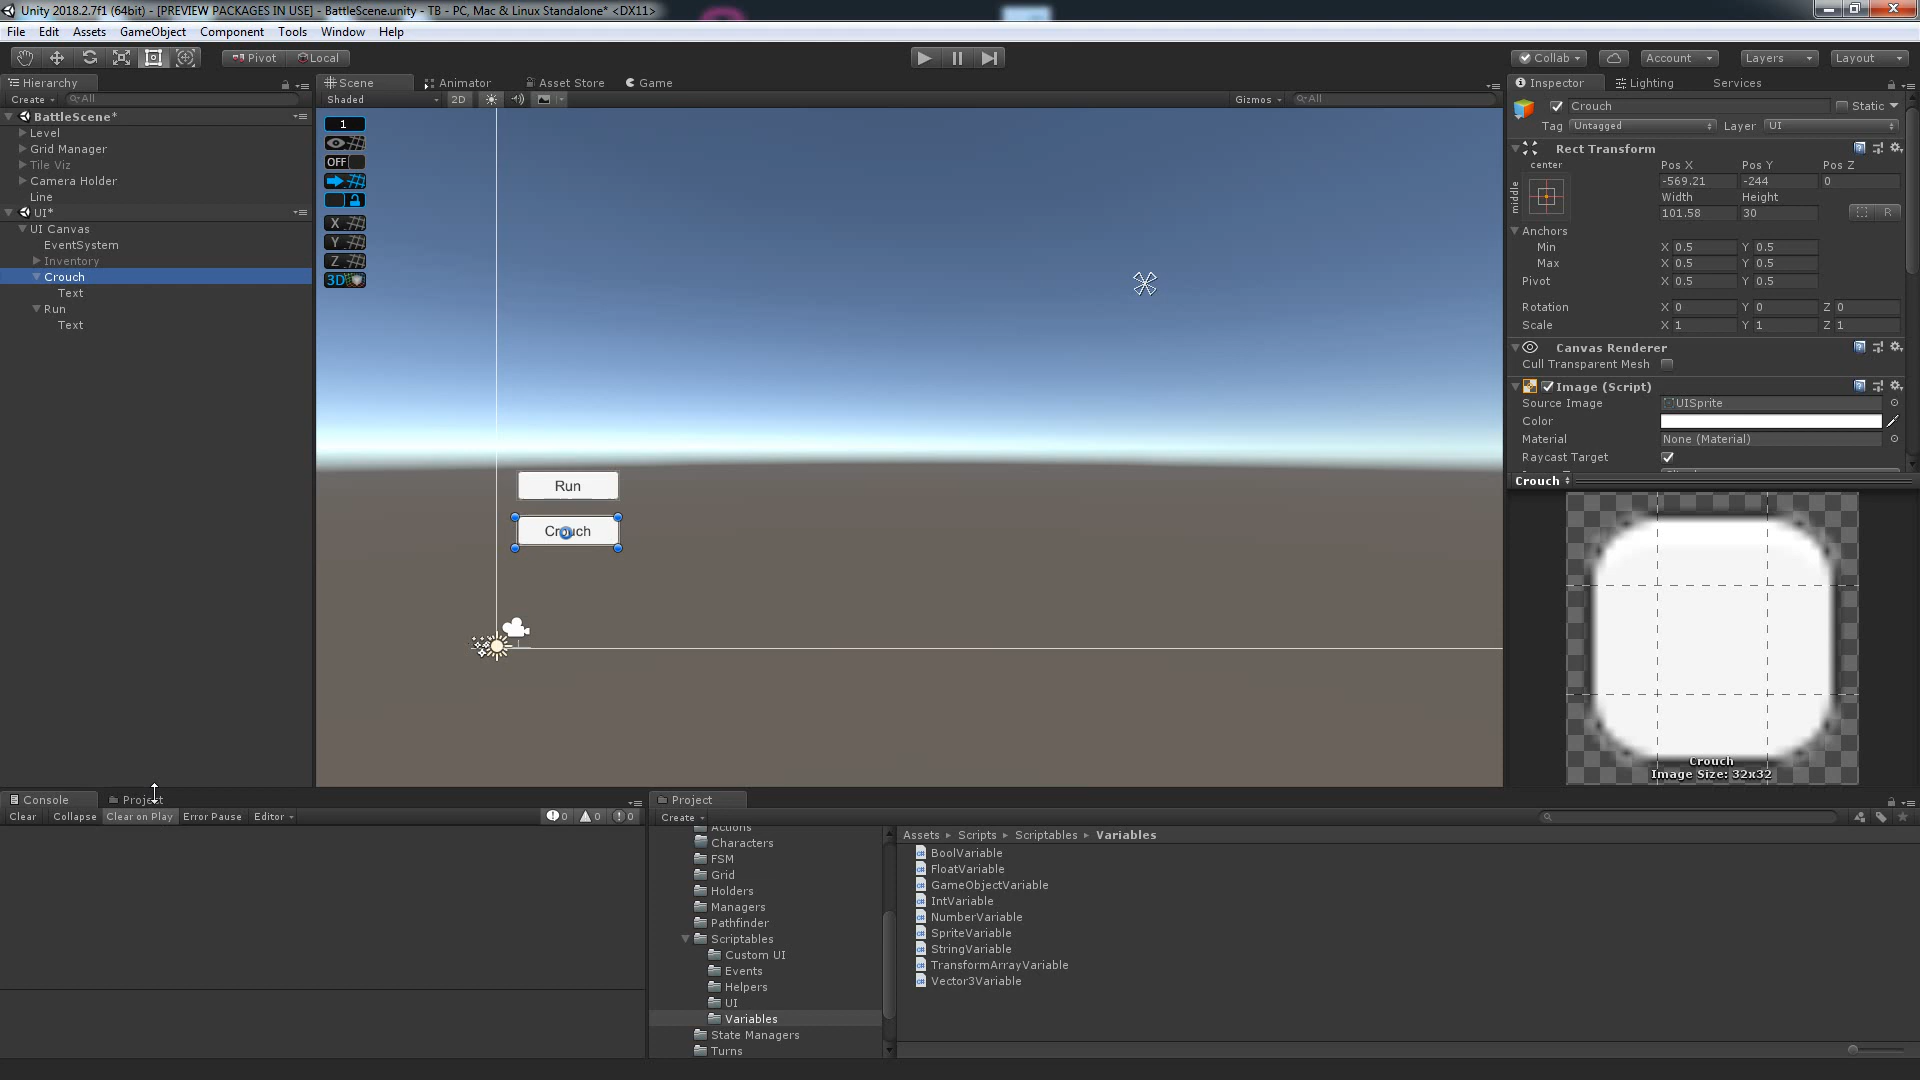 Unity 2018.2.7f1 (64bit) - [PREVIEW PACKAGES IN USE] - BattleScene.unity - TB - PC, Mac & Linux Standalone* <DX11>
File Edit Assets GameObject Component Tools Window Help
Pivot Local Collab Account Layers Layout
Hierarchy
Create All
BattleScene*
Level
Grid Manager
Tile Viz
Camera Holder
Line
UI*
UI Canvas
EventSystem
Inventory
Crouch
Text
Run
Text
Scene Animator Asset Store Game
Shaded 2D Gizmos All
1
OFF
X
Y
Z
3D
Run
Crouch
Inspector Lighting Services
Crouch Static
Tag Untagged Layer UI
Rect Transform
center Pos X Pos Y Pos Z
middle -569.21 -244 0
Width Height
101.58 30 R
Anchors
Min X 0.5 Y 0.5
Max X 0.5 Y 0.5
Pivot X 0.5 Y 0.5
Rotation X 0 Y 0 Z 0
Scale X 1 Y 1 Z 1
Canvas Renderer
Cull Transparent Mesh
Image (Script)
Source Image UISprite
Color
Material None (Material)
Raycast Target
Crouch
Crouch
Image Size: 32x32
Console Project
Clear Collapse Clear on Play Error Pause Editor 0 0 0
Project
Create
Actions
Characters
FSM
Grid
Holders
Managers
Pathfinder
Scriptables
Custom UI
Events
Helpers
UI
Variables
State Managers
Turns
Assets Scripts Scriptables Variables
BoolVariable
FloatVariable
GameObjectVariable
IntVariable
NumberVariable
SpriteVariable
StringVariable
TransformArrayVariable
Vector3Variable